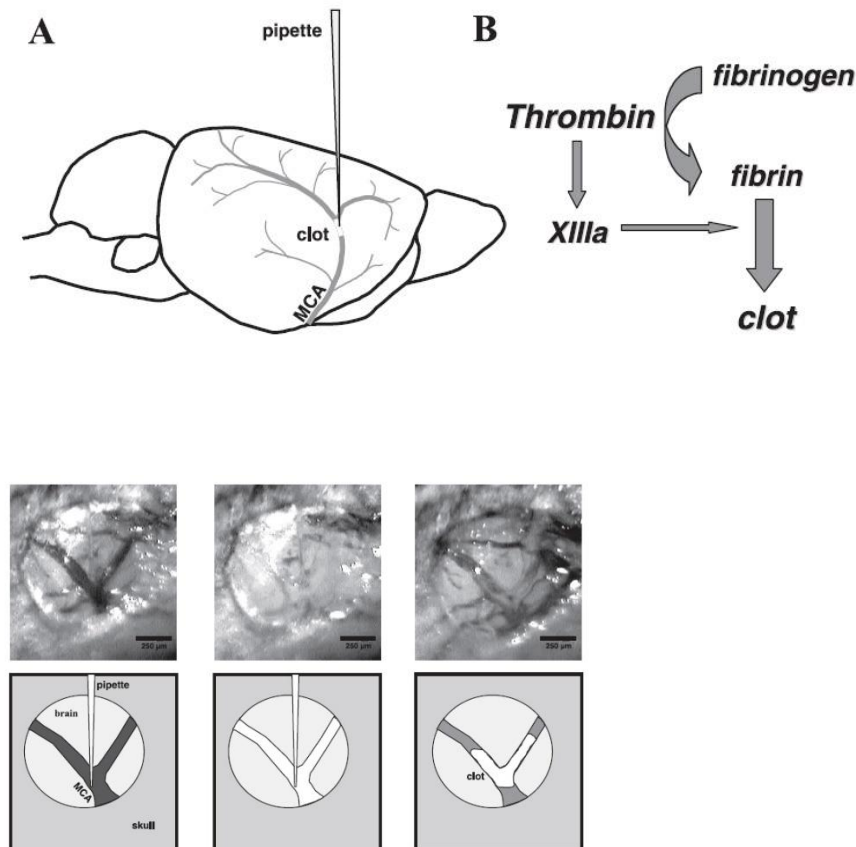 A
pipette
clot
MCA
B
fibrinogen
Thrombin
fibrin
XIIIa
clot
250 µm
250 µm
250 µm
pipette
brain
MCA
skull
clot